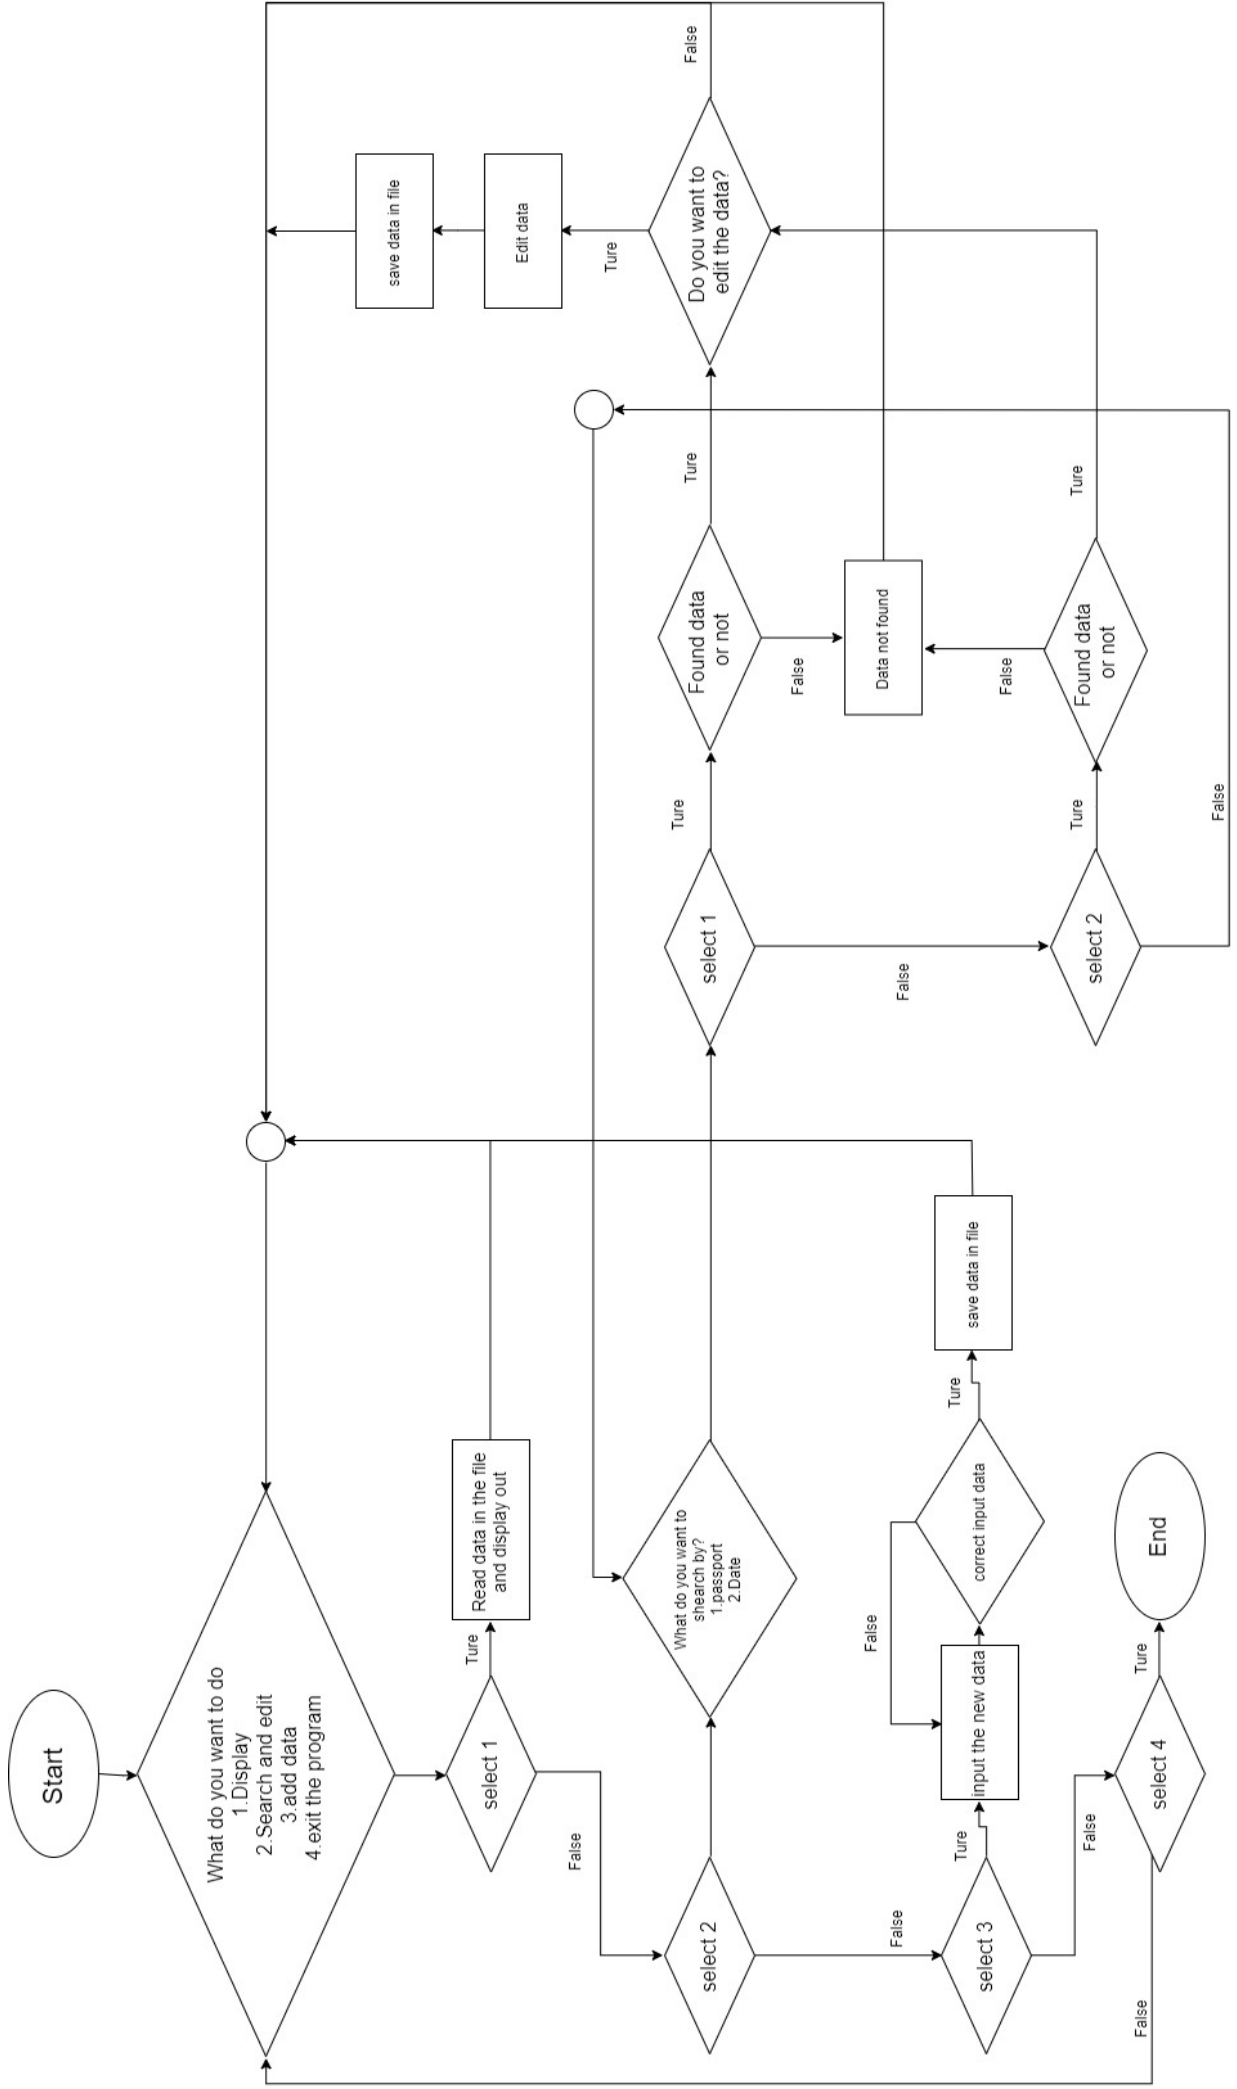 Start
What do you want to do
1.Display
2.Search and edit
3.add data
4.exit the program
select 1
Ture
Read data in the file
and display out
False
select 2
What do you want to
shearch by?
1.passport
2.Date
select 1
Ture
Found data
or not
Ture
Do you want to
edit the data?
False
Ture
Edit data
save data in file
False
Data not found
False
select 2
Ture
Found data
or not
Ture
False
False
False
select 3
Ture
input the new data
correct input data
False
Ture
save data in file
False
select 4
Ture
End
False